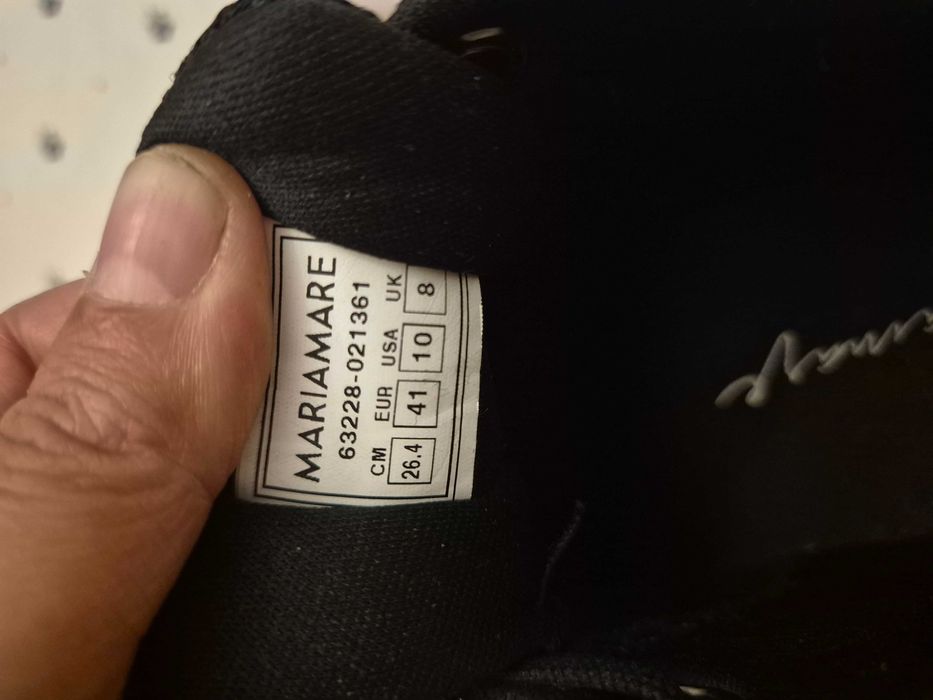 MARIAMARE
63228-021361
CM EUR USA UK
26.4 41 10 8